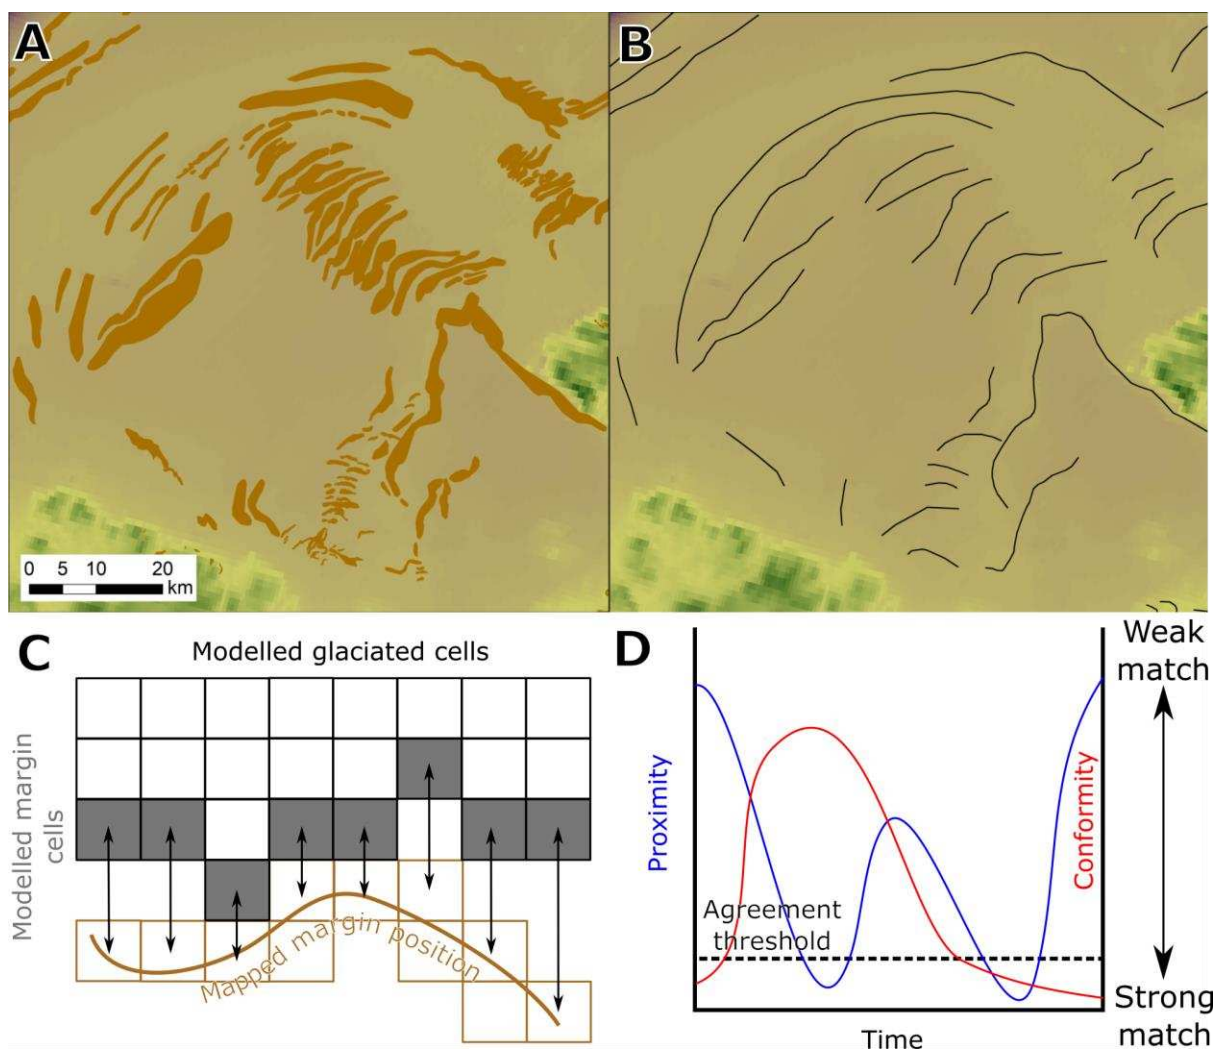 A
B
0 5 10 20
km
C
Modelled glaciated cells
Modelled margin
cells
Mapped margin position
D
Weak
match
Proximity
Conformity
Agreement
threshold
Strong
match
Time